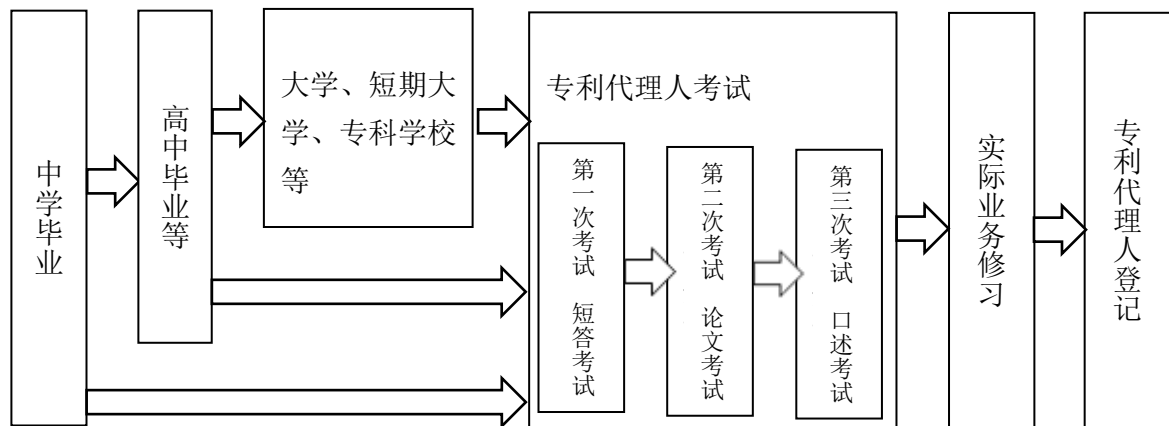 中学毕业
高中毕业等
大学、短期大
学、专科学校
等
专利代理人考试
第一次考试 短答考试
第二次考试 论文考试
第三次考试 口述考试
实际业务修习
专利代理人登记